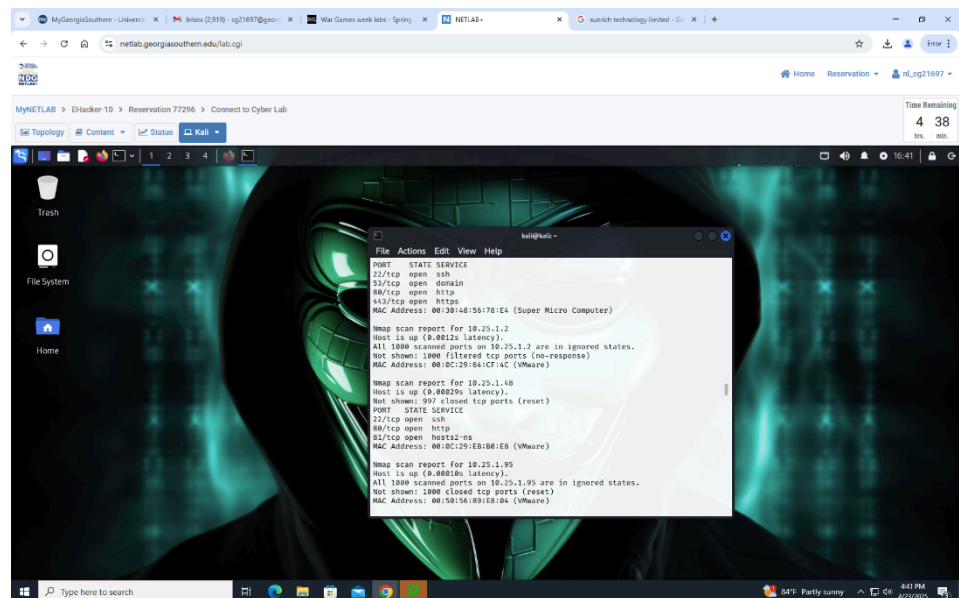 MyGeorgiaSouthern - Universit
Inbox (2,919) - cg21697@georg
War Games week labs - Spring
NETLAB+
sunrich technology limited - Go
netlab.georgiasouthern.edu/lab.cgi
Error
NDG
Home Reservation nl_cg21697
MyNETLAB > EHacker-10 > Reservation 77296 > Connect to Cyber Lab
Time Remaining
4 38
hrs. min.
Topology Content Status Kali
1 2 3 4
16:41
Trash
File System
Home
kali@kali: ~
File Actions Edit View Help
PORT STATE SERVICE
22/tcp open ssh
53/tcp open domain
80/tcp open http
443/tcp open https
MAC Address: 00:30:48:56:78:E4 (Super Micro Computer)
Nmap scan report for 10.25.1.2
Host is up (0.0012s latency).
All 1000 scanned ports on 10.25.1.2 are in ignored states.
Not shown: 1000 filtered tcp ports (no-response)
MAC Address: 00:0C:29:64:CF:4C (VMware)
Nmap scan report for 10.25.1.48
Host is up (0.00029s latency).
Not shown: 997 closed tcp ports (reset)
PORT STATE SERVICE
22/tcp open ssh
80/tcp open http
81/tcp open hosts2-ns
MAC Address: 00:0C:29:EB:B0:E8 (VMware)
Nmap scan report for 10.25.1.95
Host is up (0.00010s latency).
All 1000 scanned ports on 10.25.1.95 are in ignored states.
Not shown: 1000 closed tcp ports (reset)
MAC Address: 00:50:56:89:E8:04 (VMware)
Type here to search
84°F Partly sunny
4:41 PM
4/23/2025